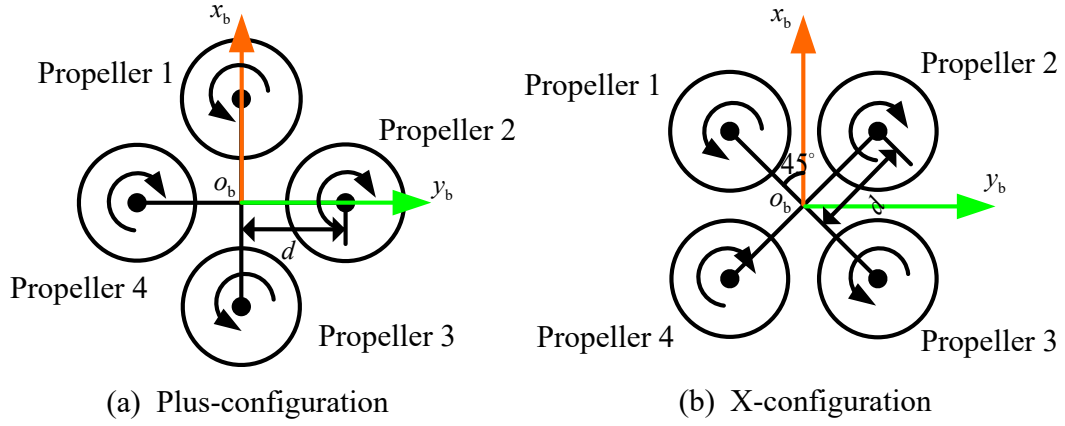 x_b
Propeller 1
Propeller 2
o_b
y_b
d
Propeller 4
Propeller 3
(a) Plus-configuration
x_b
Propeller 1
Propeller 2
45°
o_b
y_b
d
Propeller 4
Propeller 3
(b) X-configuration